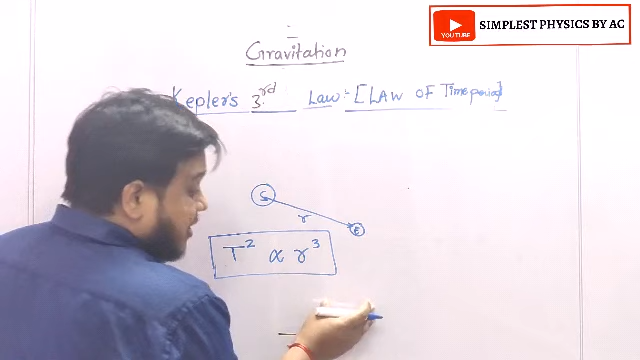 SIMPLEST PHYSICS BY AC
YOUTUBE
Gravitation
Kepler's 3rd Law :- [LAW OF Time period]
S
r
E
T² ∝ r³